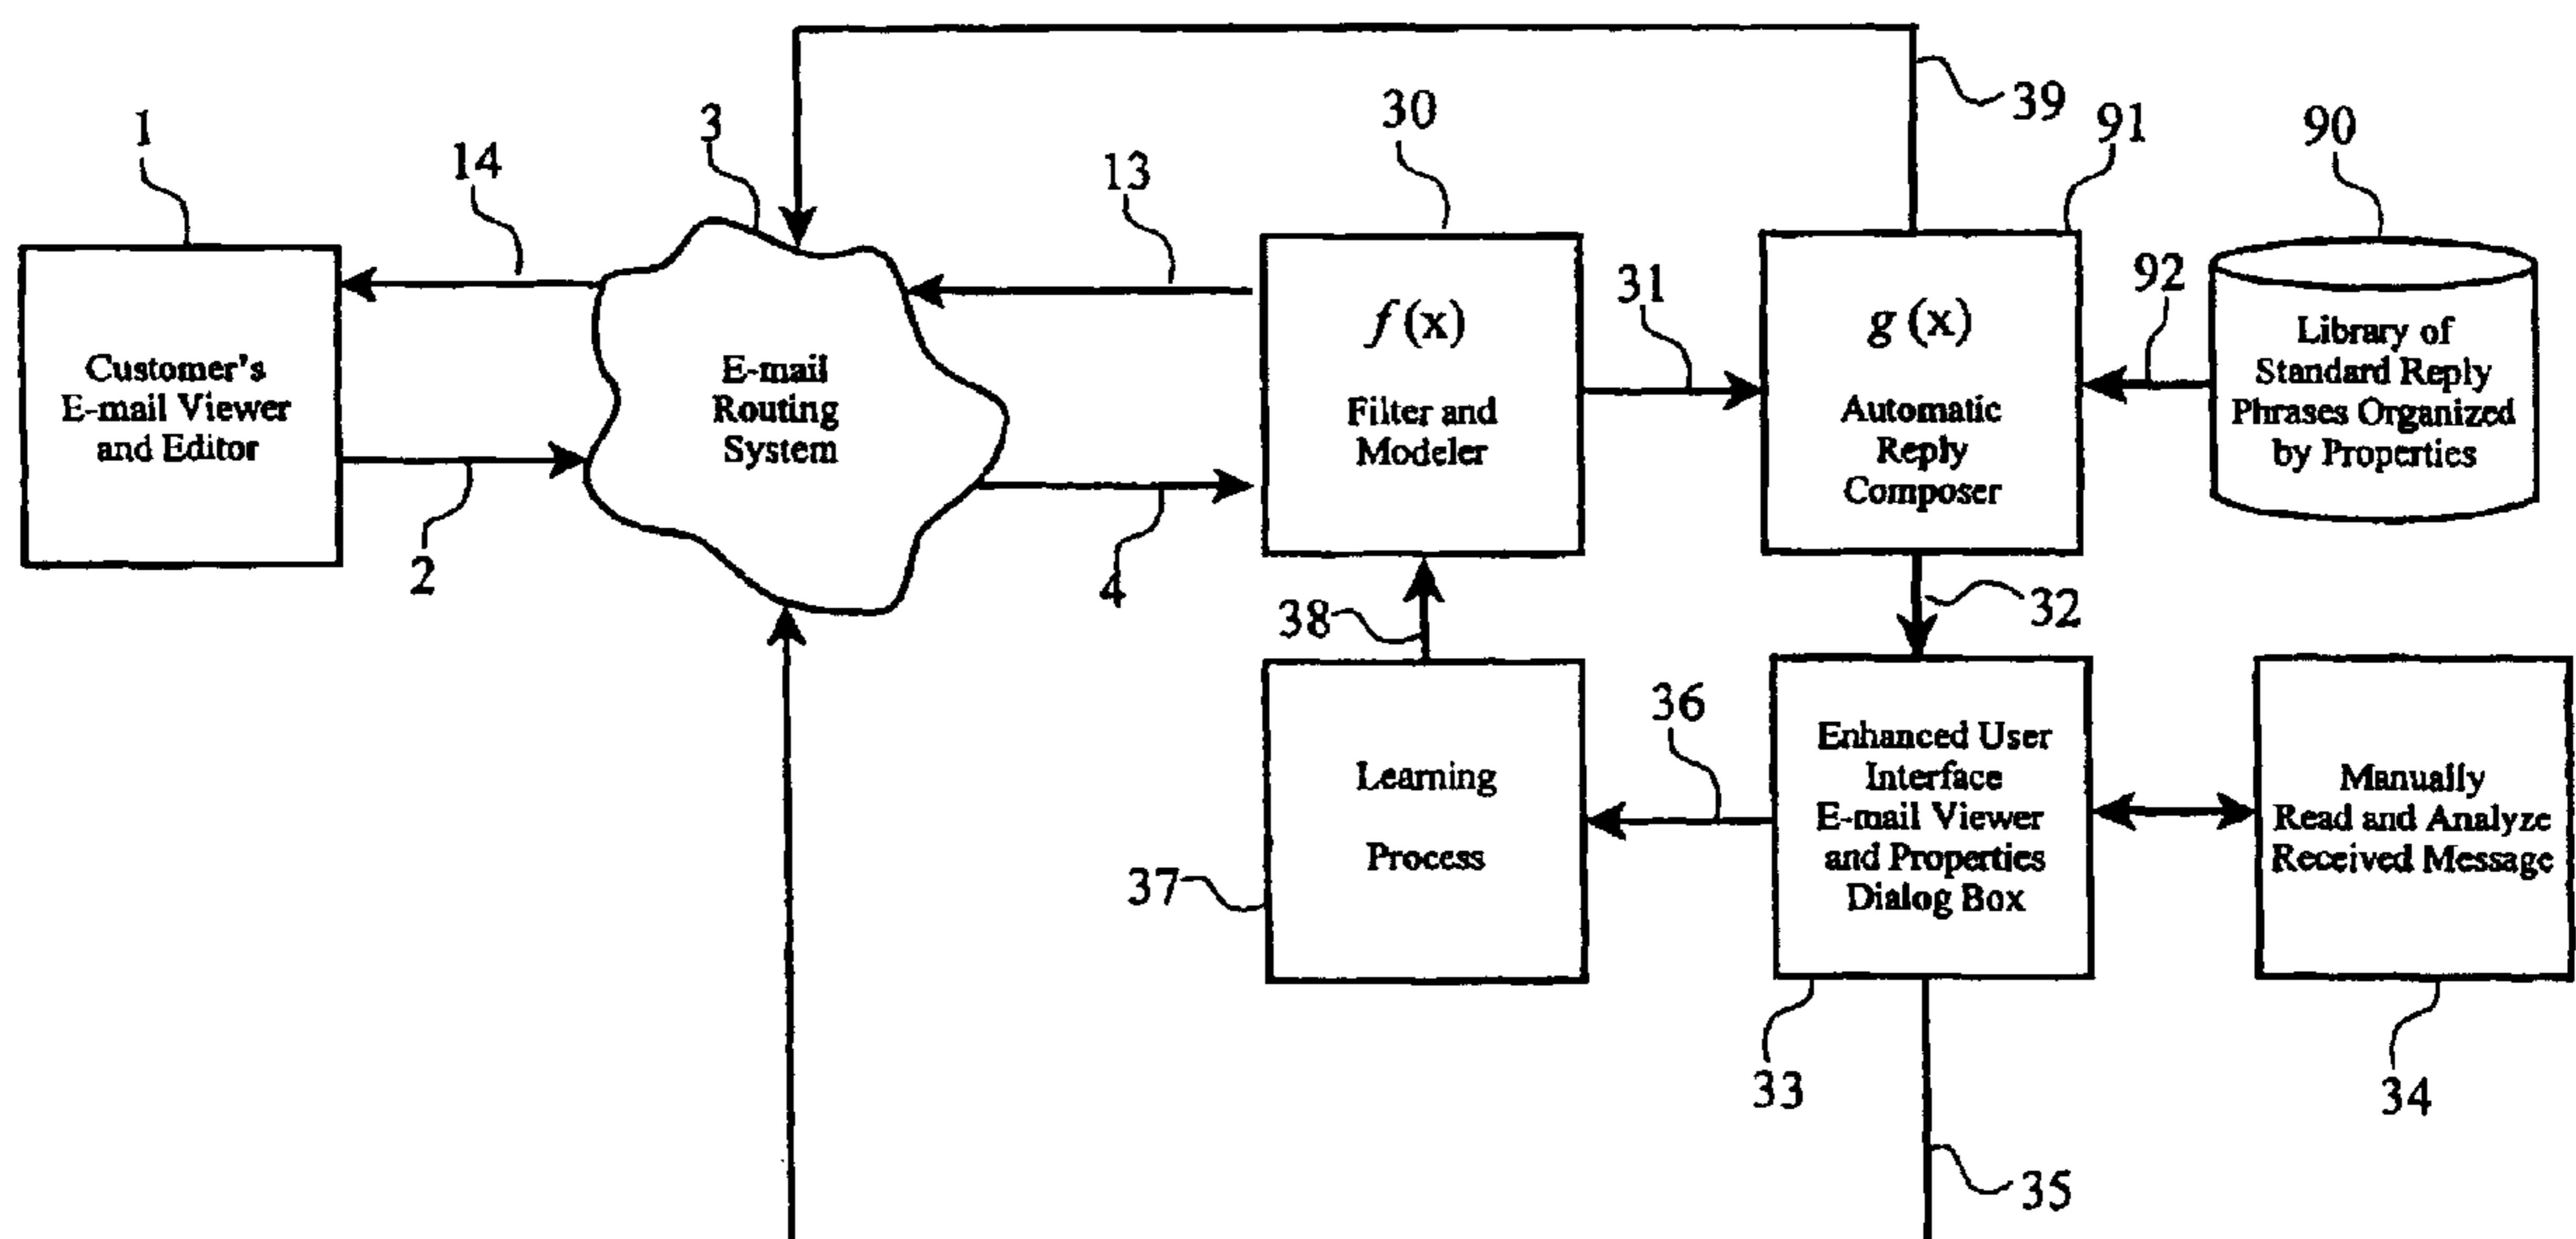 39
1
14
3
13
30
91
90
Customer's
E-mail Viewer
and Editor
2
E-mail
Routing
System
4
f (x)
Filter and
Modeler
31
g (x)
Automatic
Reply
Composer
92
Library of
Standard Reply
Phrases Organized
by Properties
38
32
Learning
Process
37
36
Enhanced User
Interface
E-mail Viewer
and Properties
Dialog Box
33
Manually
Read and Analyze
Received Message
34
35